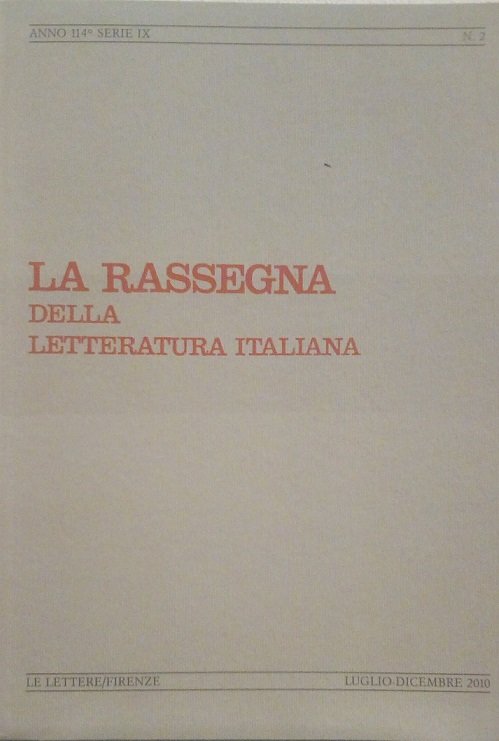 ANNO 114° SERIE IX N. 2
LA RASSEGNA
DELLA
LETTERATURA ITALIANA
LE LETTERE/FIRENZE LUGLIO-DICEMBRE 2010